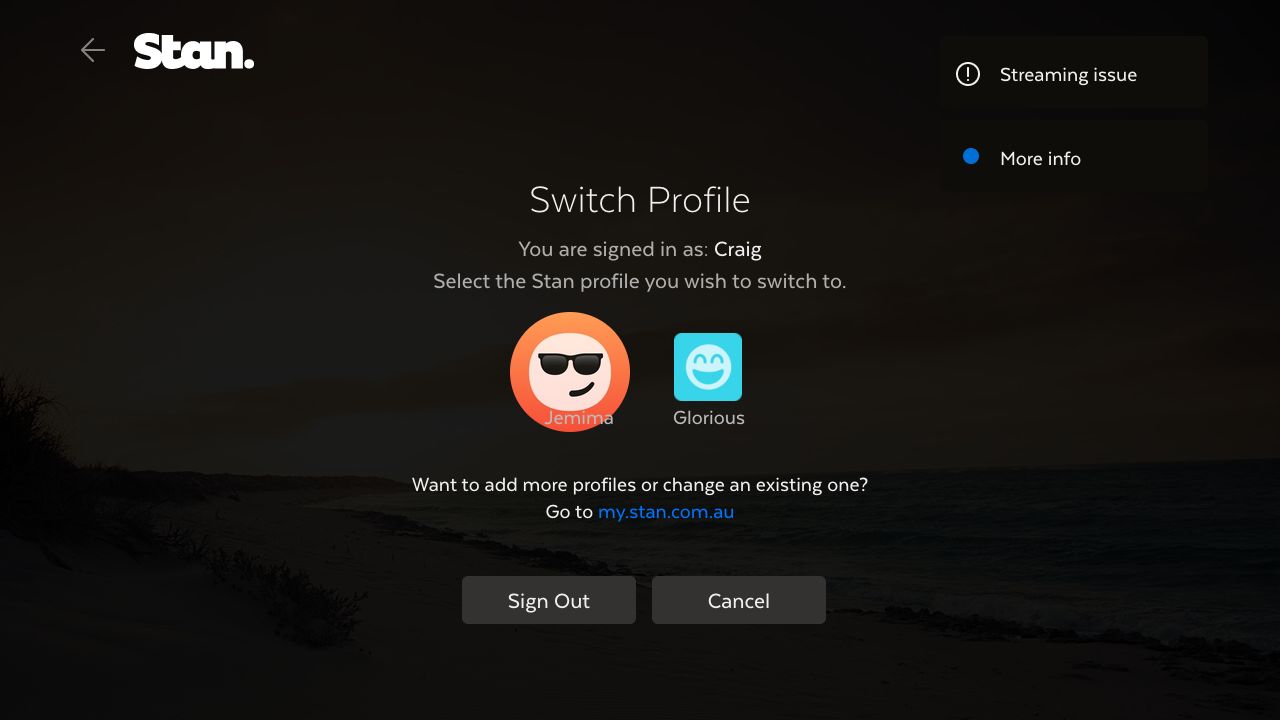 Stan.
Streaming issue
More info
Switch Profile
You are signed in as: Craig
Select the Stan profile you wish to switch to.
Jemima
Glorious
Want to add more profiles or change an existing one?
Go to my.stan.com.au
Sign Out
Cancel